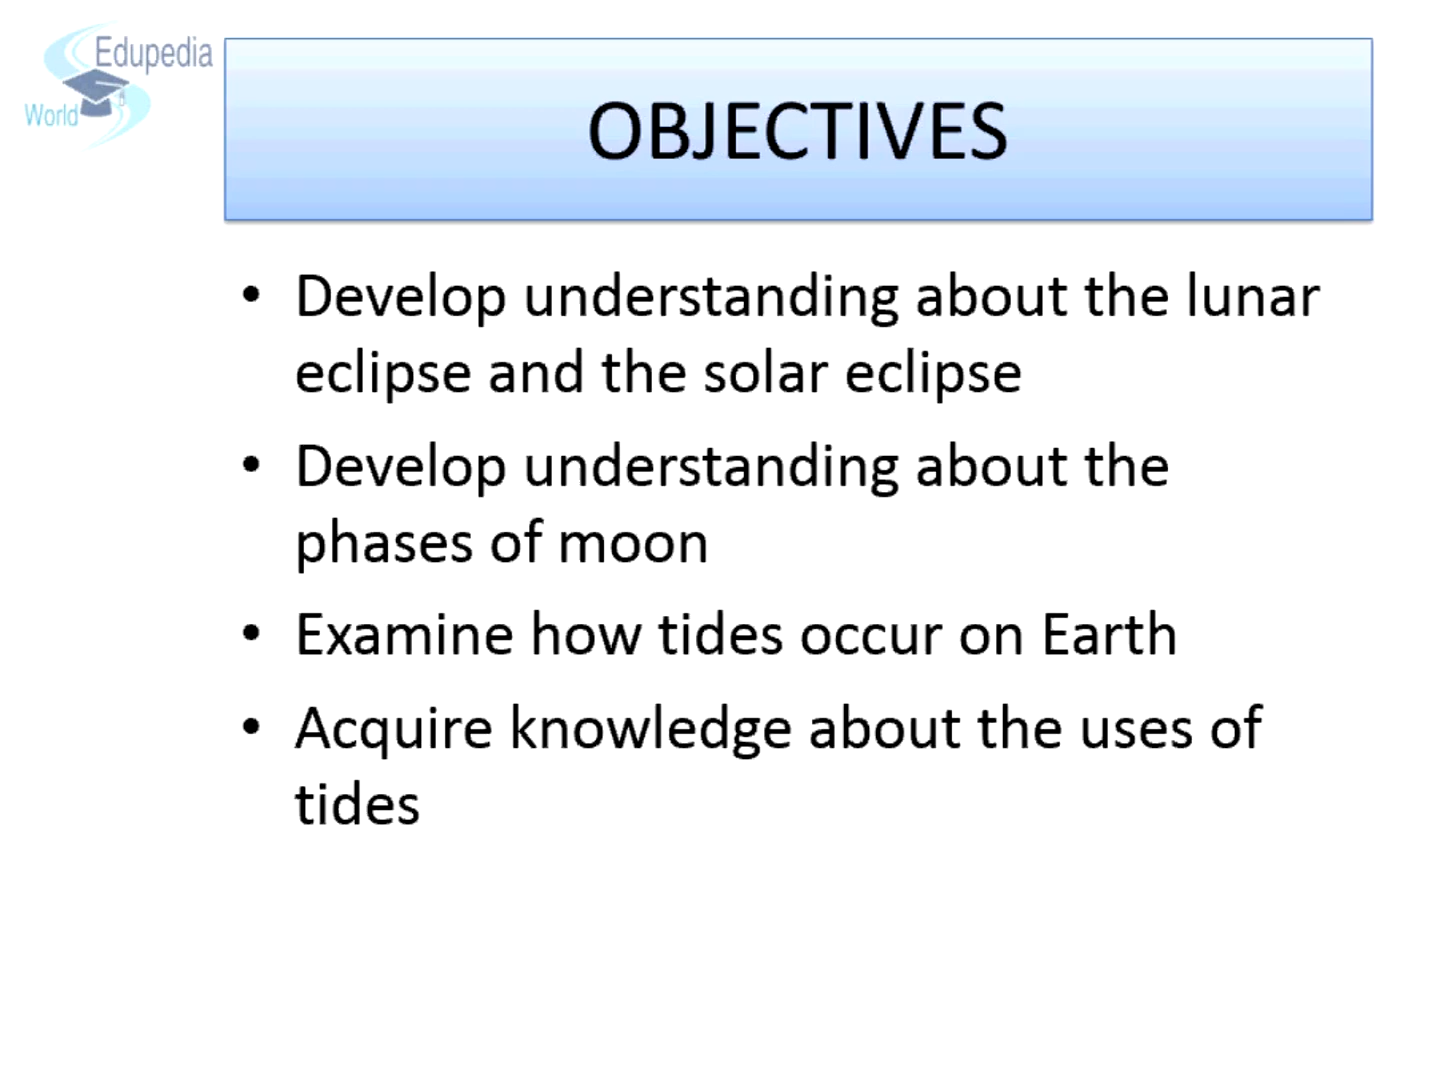 Edupedia
World
OBJECTIVES
• Develop understanding about the lunar
eclipse and the solar eclipse
• Develop understanding about the
phases of moon
• Examine how tides occur on Earth
• Acquire knowledge about the uses of
tides